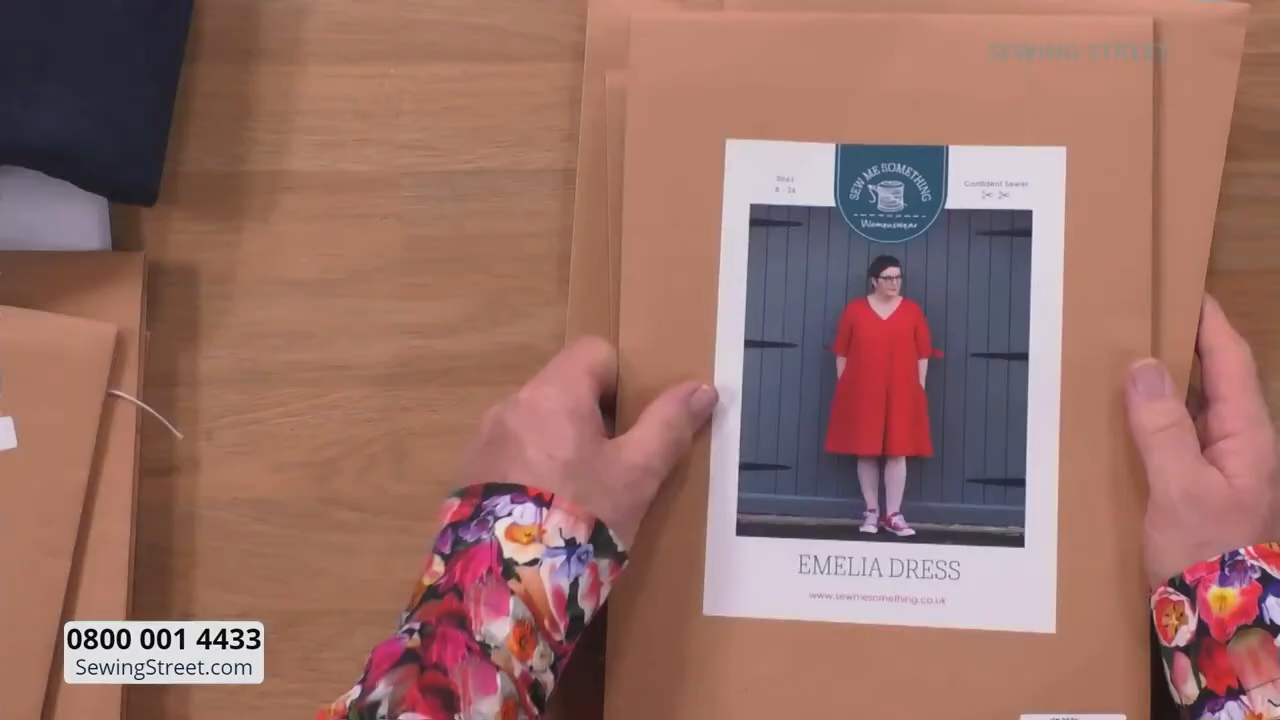 SEWING STREET
Sizes
8 - 26
SEW ME SOMETHING
Womenswear
Confident Sewer
EMELIA DRESS
www.sewmesomething.co.uk
0800 001 4433
SewingStreet.com